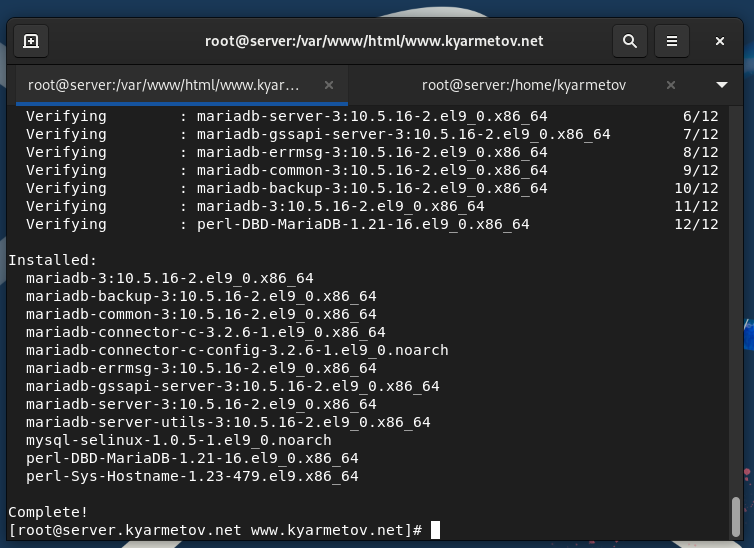 root@server:/var/www/html/www.kyarmetov.net
root@server:/var/www/html/www.kyar...
root@server:/home/kyarmetov
Verifying : mariadb-server-3:10.5.16-2.el9_0.x86_64 6/12
Verifying : mariadb-gssapi-server-3:10.5.16-2.el9_0.x86_64 7/12
Verifying : mariadb-errmsg-3:10.5.16-2.el9_0.x86_64 8/12
Verifying : mariadb-common-3:10.5.16-2.el9_0.x86_64 9/12
Verifying : mariadb-backup-3:10.5.16-2.el9_0.x86_64 10/12
Verifying : mariadb-3:10.5.16-2.el9_0.x86_64 11/12
Verifying : perl-DBD-MariaDB-1.21-16.el9_0.x86_64 12/12
Installed:
mariadb-3:10.5.16-2.el9_0.x86_64
mariadb-backup-3:10.5.16-2.el9_0.x86_64
mariadb-common-3:10.5.16-2.el9_0.x86_64
mariadb-connector-c-3.2.6-1.el9_0.x86_64
mariadb-connector-c-config-3.2.6-1.el9_0.noarch
mariadb-errmsg-3:10.5.16-2.el9_0.x86_64
mariadb-gssapi-server-3:10.5.16-2.el9_0.x86_64
mariadb-server-3:10.5.16-2.el9_0.x86_64
mariadb-server-utils-3:10.5.16-2.el9_0.x86_64
mysql-selinux-1.0.5-1.el9_0.noarch
perl-DBD-MariaDB-1.21-16.el9_0.x86_64
perl-Sys-Hostname-1.23-479.el9.x86_64
Complete!
[root@server.kyarmetov.net www.kyarmetov.net]#